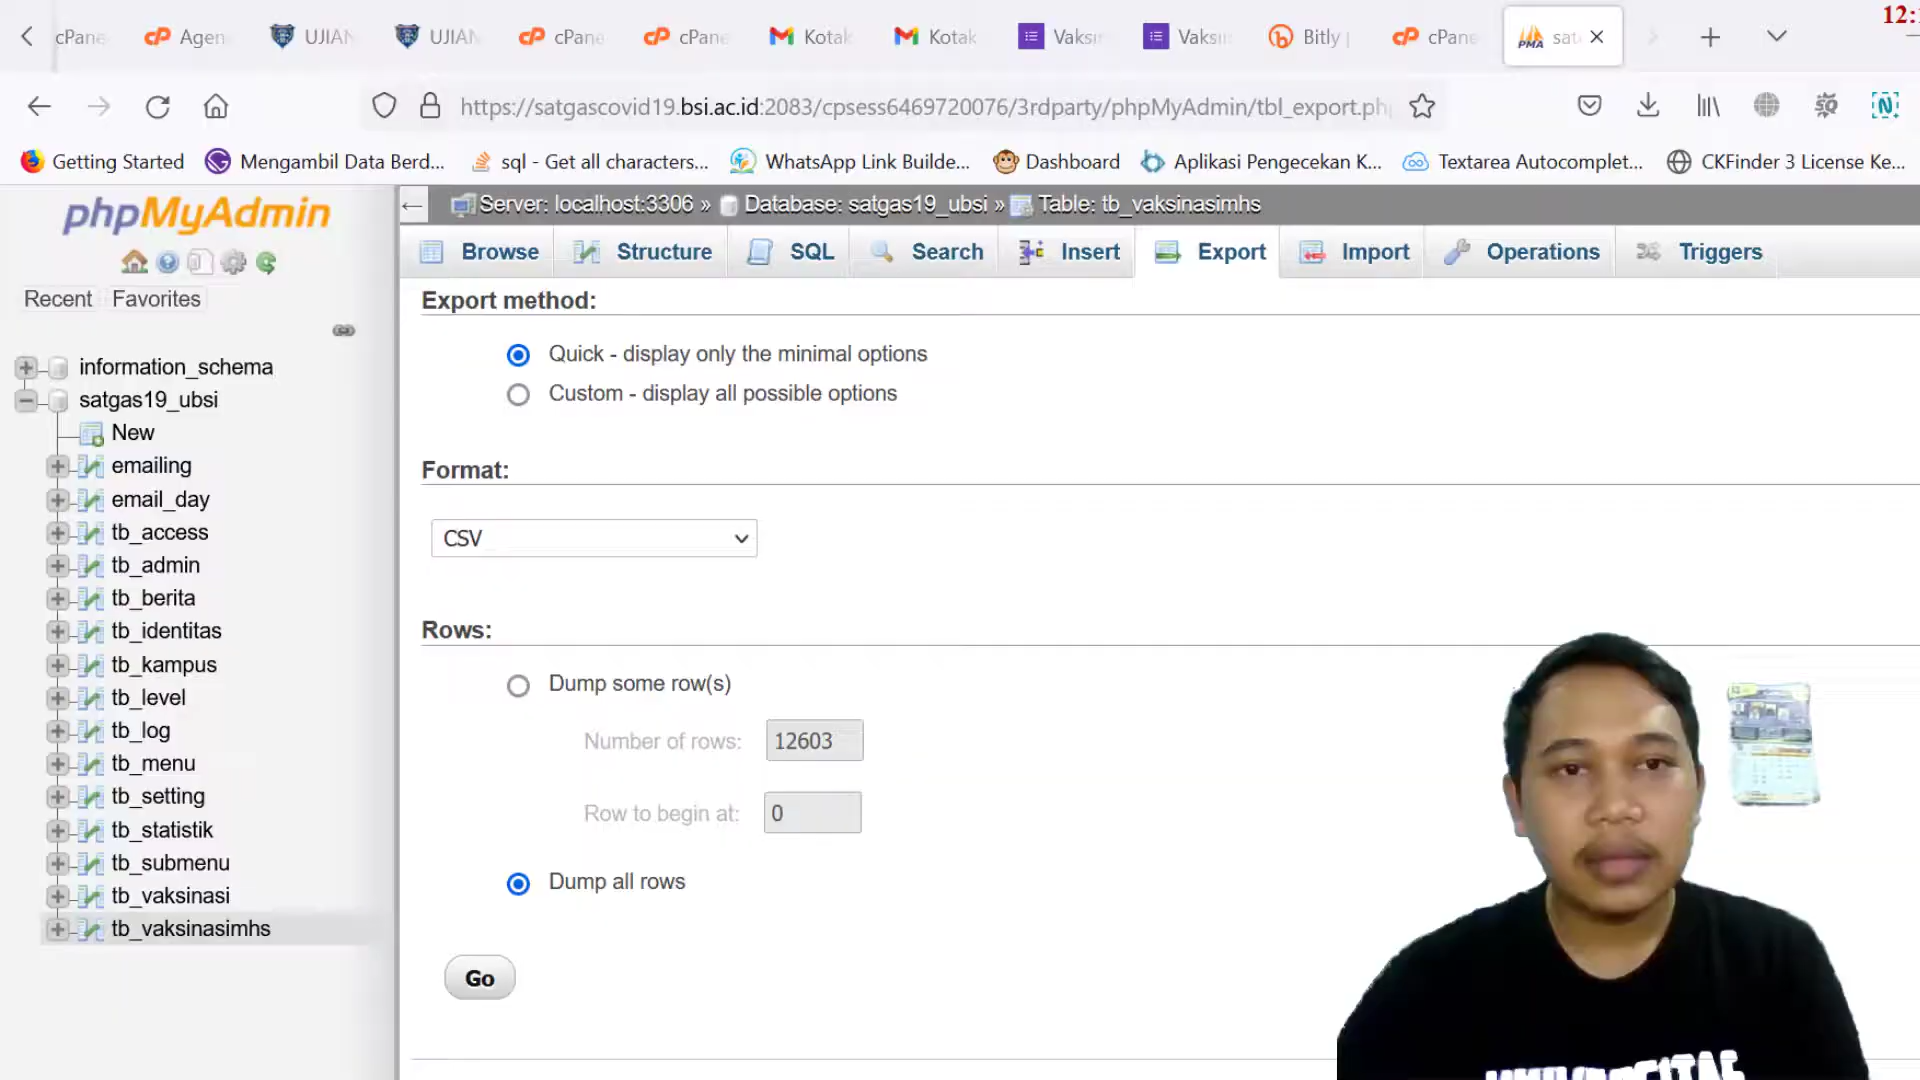 12:
cPane
Agen
UJIAN
UJIAN
cPane
cPane
Kotak
Kotak
Vaksin
Vaksin
Bitly |
cPane
PMA sat
https://satgascovid19.bsi.ac.id:2083/cpsess6469720076/3rdparty/phpMyAdmin/tbl_export.ph
Getting Started
Mengambil Data Berd...
sql - Get all characters...
WhatsApp Link Builde...
Dashboard
Aplikasi Pengecekan K...
Textarea Autocomplet...
CKFinder 3 License Ke...
phpMyAdmin
Recent Favorites
information_schema
satgas19_ubsi
New
emailing
email_day
tb_access
tb_admin
tb_berita
tb_identitas
tb_kampus
tb_level
tb_log
tb_menu
tb_setting
tb_statistik
tb_submenu
tb_vaksinasi
tb_vaksinasimhs
Server: localhost:3306 » Database: satgas19_ubsi » Table: tb_vaksinasimhs
Browse Structure SQL Search Insert Export Import Operations Triggers
Export method:
Quick - display only the minimal options
Custom - display all possible options
Format:
CSV
Rows:
Dump some row(s)
Number of rows: 12603
Row to begin at: 0
Dump all rows
Go